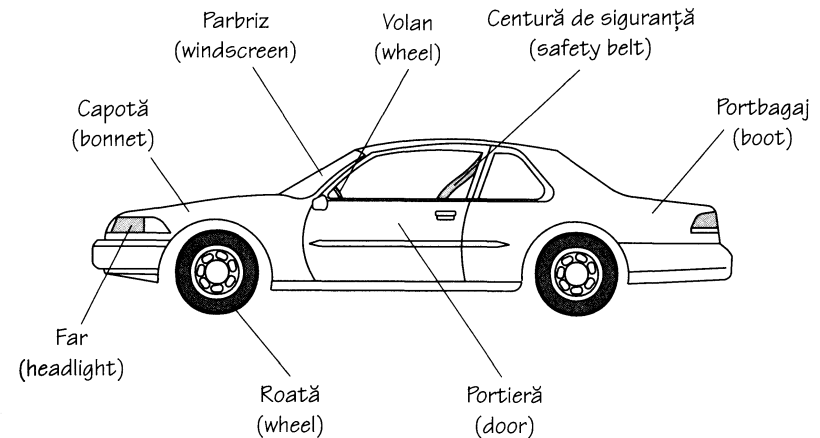 Parbriz
(windscreen)
Volan
(wheel)
Centură de siguranță
(safety belt)
Capotă
(bonnet)
Portbagaj
(boot)
Far
(headlight)
Roată
(wheel)
Portieră
(door)